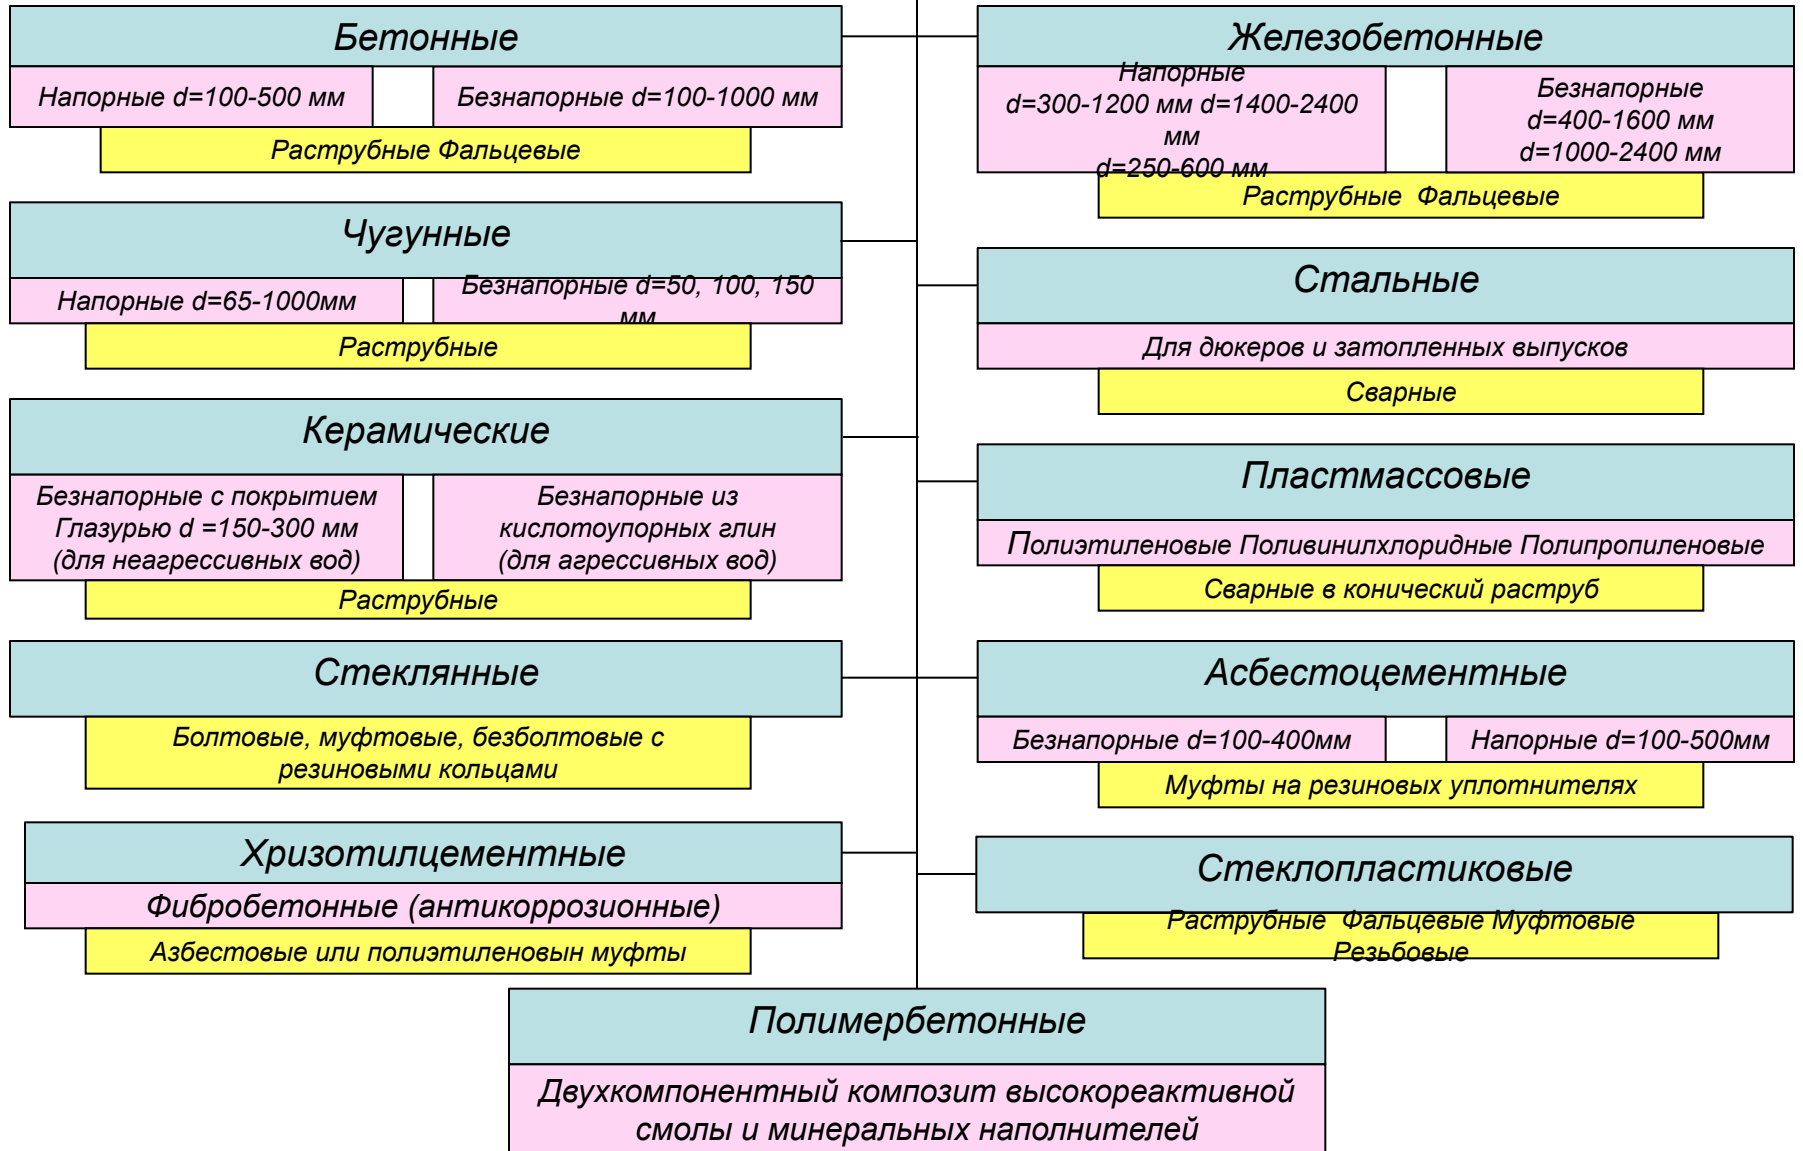 Бетонные
Напорные d=100-500 мм
Безнапорные d=100-1000 мм
Раструбные Фальцевые
Железобетонные
Напорные
d=300-1200 мм d=1400-2400
мм
d=250-600 мм
Безнапорные
d=400-1600 мм
d=1000-2400 мм
Раструбные Фальцевые
Чугунные
Напорные d=65-1000мм
Безнапорные d=50, 100, 150
мм
Раструбные
Стальные
Для дюкеров и затопленных выпусков
Сварные
Керамические
Безнапорные с покрытием
Глазурью d =150-300 мм
(для неагрессивных вод)
Безнапорные из
кислотоупорных глин
(для агрессивных вод)
Раструбные
Пластмассовые
Полиэтиленовые Поливинилхлоридные Полипропиленовые
Сварные в конический раструб
Стеклянные
Болтовые, муфтовые, безболтовые с
резиновыми кольцами
Асбестоцементные
Безнапорные d=100-400мм
Напорные d=100-500мм
Муфты на резиновых уплотнителях
Хризотилцементные
Фибробетонные (антикоррозионные)
Азбестовые или полиэтиленовын муфты
Стеклопластиковые
Раструбные Фальцевые Муфтовые
Резьбовые
Полимербетонные
Двухкомпонентный композит высокореактивной
смолы и минеральных наполнителей